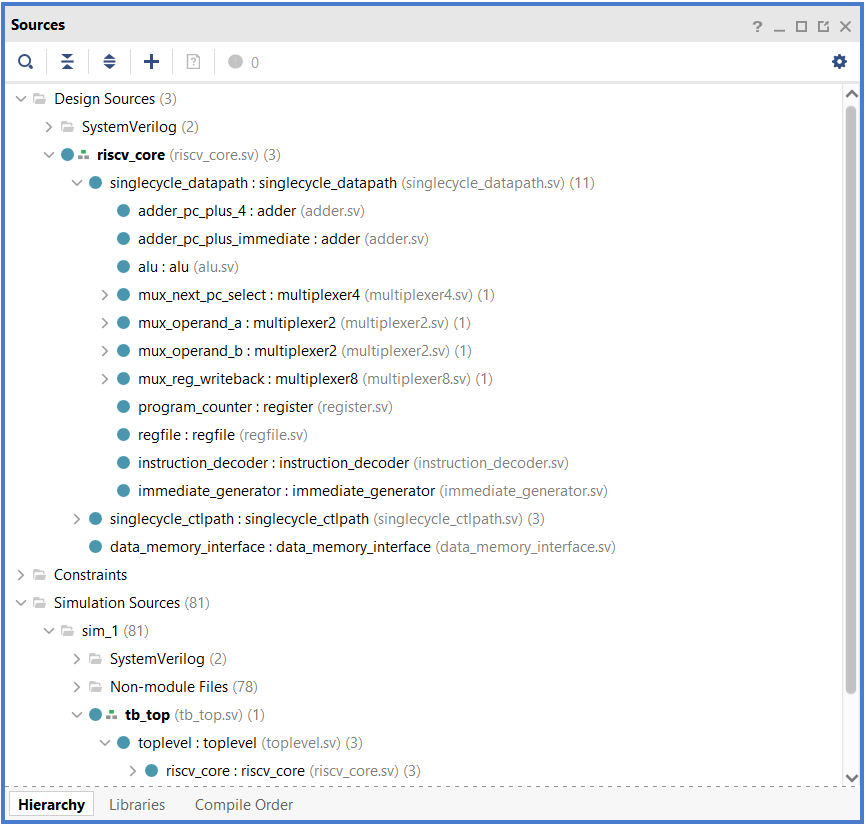 Sources
0
Design Sources (3)
SystemVerilog (2)
riscv_core (riscv_core.sv) (3)
singlecycle_datapath : singlecycle_datapath (singlecycle_datapath.sv) (11)
adder_pc_plus_4 : adder (adder.sv)
adder_pc_plus_immediate : adder (adder.sv)
alu : alu (alu.sv)
mux_next_pc_select : multiplexer4 (multiplexer4.sv) (1)
mux_operand_a : multiplexer2 (multiplexer2.sv) (1)
mux_operand_b : multiplexer2 (multiplexer2.sv) (1)
mux_reg_writeback : multiplexer8 (multiplexer8.sv) (1)
program_counter : register (register.sv)
regfile : regfile (regfile.sv)
instruction_decoder : instruction_decoder (instruction_decoder.sv)
immediate_generator : immediate_generator (immediate_generator.sv)
singlecycle_ctlpath : singlecycle_ctlpath (singlecycle_ctlpath.sv) (3)
data_memory_interface : data_memory_interface (data_memory_interface.sv)
Constraints
Simulation Sources (81)
sim_1 (81)
SystemVerilog (2)
Non-module Files (78)
tb_top (tb_top.sv) (1)
toplevel : toplevel (toplevel.sv) (3)
riscv_core : riscv_core (riscv_core.sv) (3)
Hierarchy Libraries Compile Order